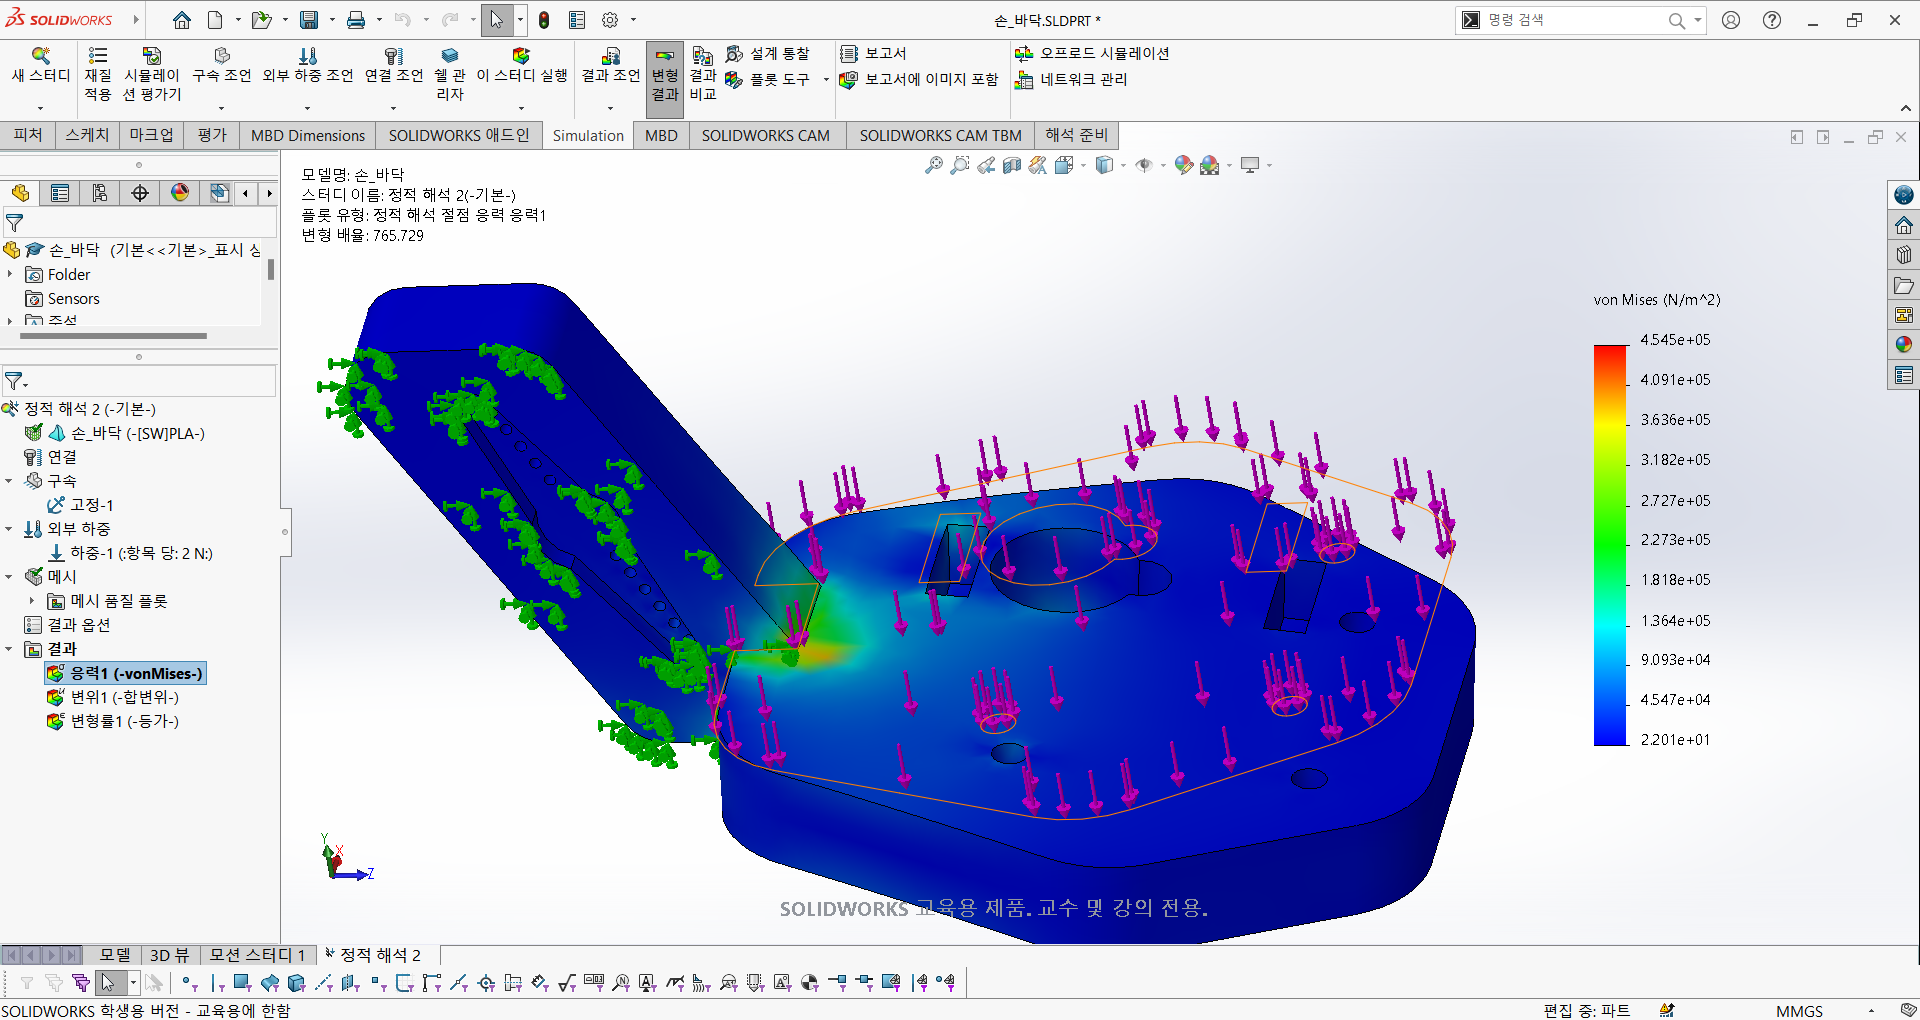 SOLIDWORKS
손_바닥.SLDPRT *
명령 검색
새 스터디
재질 적용
시뮬레이션 평가기
구속 조언
외부 하중 조언
연결 조언
쉘 관리자
이 스터디 실행
결과 조언
변형 결과
결과 비교
설계 통찰
플롯 도구
보고서
보고서에 이미지 포함
오프로드 시뮬레이션
네트워크 관리
피처
스케치
마크업
평가
MBD Dimensions
SOLIDWORKS 애드인
Simulation
MBD
SOLIDWORKS CAM
SOLIDWORKS CAM TBM
해석 준비
손_바닥 (기본<<기본>_표시 상
Folder
Sensors
주석
정적 해석 2 (-기본-)
손_바닥 (-[SW]PLA-)
연결
구속
고정-1
외부 하중
하중-1 (:항목 당: 2 N:)
메시
메시 품질 플롯
결과 옵션
결과
응력1 (-vonMises-)
변위1 (-합변위-)
변형률1 (-등가-)
모델명: 손_바닥
스터디 이름: 정적 해석 2(-기본-)
플롯 유형: 정적 해석 절점 응력 응력1
변형 배율: 765.729
von Mises (N/m^2)
4.545e+05
4.091e+05
3.636e+05
3.182e+05
2.727e+05
2.273e+05
1.818e+05
1.364e+05
9.093e+04
4.547e+04
2.201e+01
Y
X
Z
SOLIDWORKS 교육용 제품. 교수 및 강의 전용.
모델
3D 뷰
모션 스터디 1
정적 해석 2
SOLIDWORKS 학생용 버전 - 교육용에 한함
편집 중: 파트
MMGS